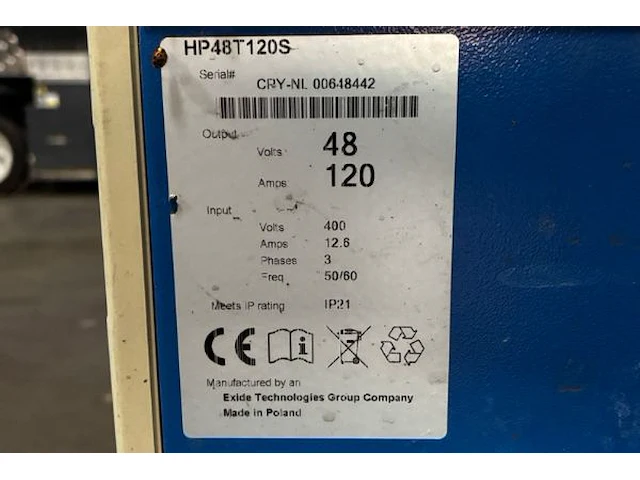 HP48T120S
Serial#
CRY-NL 00648442
Output
Volts 48
Amps 120
Input
Volts 400
Amps 12.6
Phases 3
Freq 50/60
Meets IP rating IP21
CE
i
Manufactured by an
Exide Technologies Group Company
Made in Poland